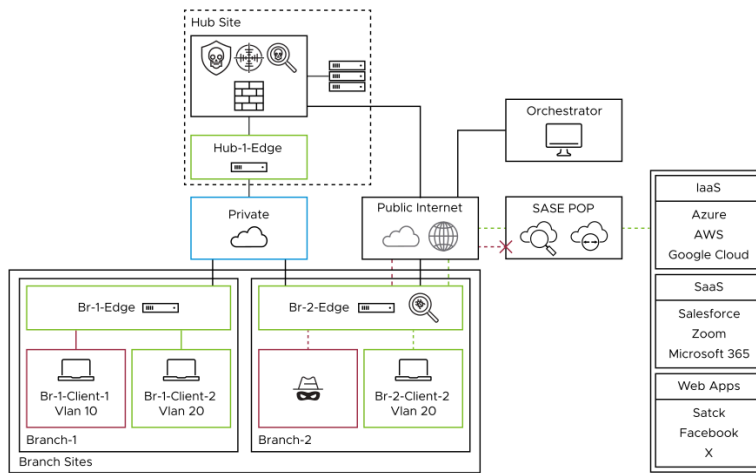 Hub Site
Orchestrator
Hub-1-Edge
Private
Public Internet
SASE POP
IaaS
Azure
AWS
Google Cloud
SaaS
Salesforce
Zoom
Microsoft 365
Web Apps
Satck
Facebook
X
Br-1-Edge
Br-1-Client-1
Vlan 10
Br-1-Client-2
Vlan 20
Branch-1
Br-2-Edge
Br-2-Client-2
Vlan 20
Branch-2
Branch Sites